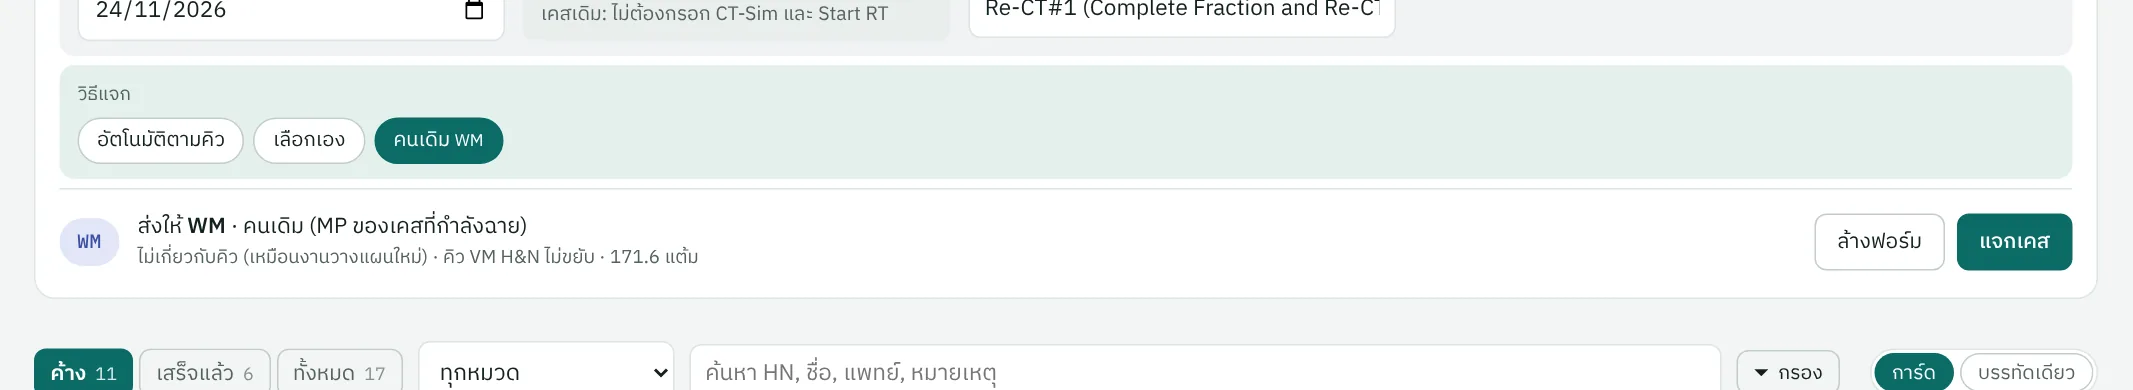 24/11/2026
เคสเดิม: ไม่ต้องกรอก CT-Sim และ Start RT
Re-CT#1 (Complete Fraction and Re-CT
วิธีแจก
อัตโนมัติตามคิว เลือกเอง คนเดิม WM
WM
ส่งให้ WM · คนเดิม (MP ของเคสที่กำลังฉาย)
ไม่เกี่ยวกับคิว (เหมือนงานวางแผนใหม่) · คิว VM H&N ไม่ขยับ · 171.6 แต้ม
ล้างฟอร์ม แจกเคส
ค้าง 11 เสร็จแล้ว 6 ทั้งหมด 17 ทุกหมวด ค้นหา HN, ชื่อ, แพทย์, หมายเหตุ กรอง การ์ด บรรทัดเดียว